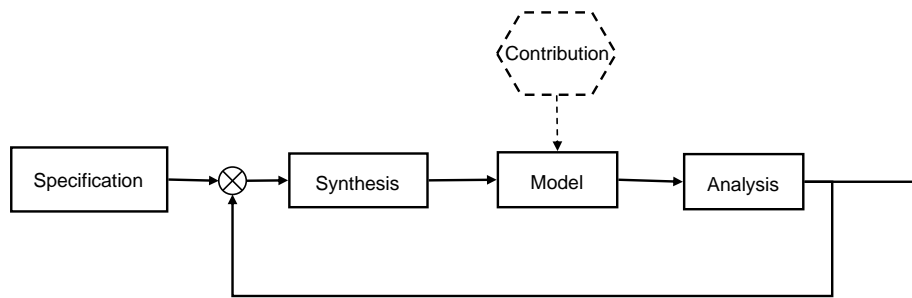 Contribution
Specification
Synthesis
Model
Analysis